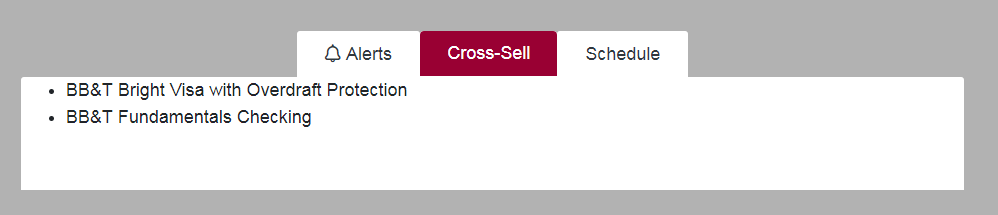 Alerts Cross-Sell Schedule
BB&T Bright Visa with Overdraft Protection
BB&T Fundamentals Checking